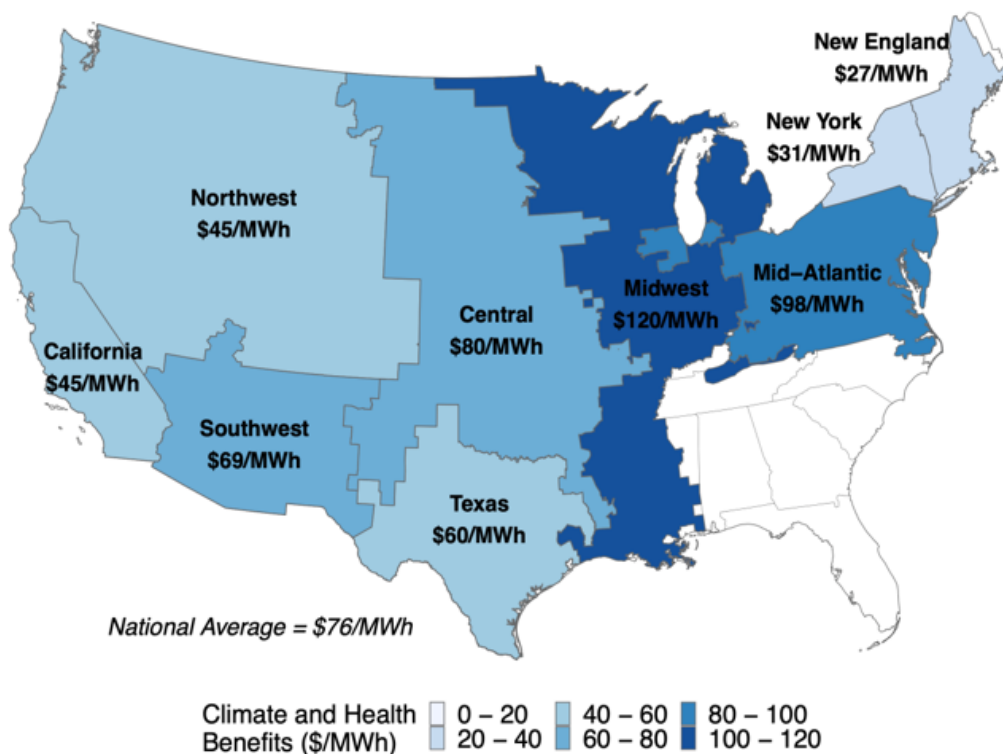 New England
$27/MWh
New York
$31/MWh
Northwest
$45/MWh
Mid–Atlantic
$98/MWh
Midwest
$120/MWh
Central
$80/MWh
California
$45/MWh
Southwest
$69/MWh
Texas
$60/MWh
National Average = $76/MWh
Climate and Health
Benefits ($/MWh)
0 – 20
20 – 40
40 – 60
60 – 80
80 – 100
100 – 120